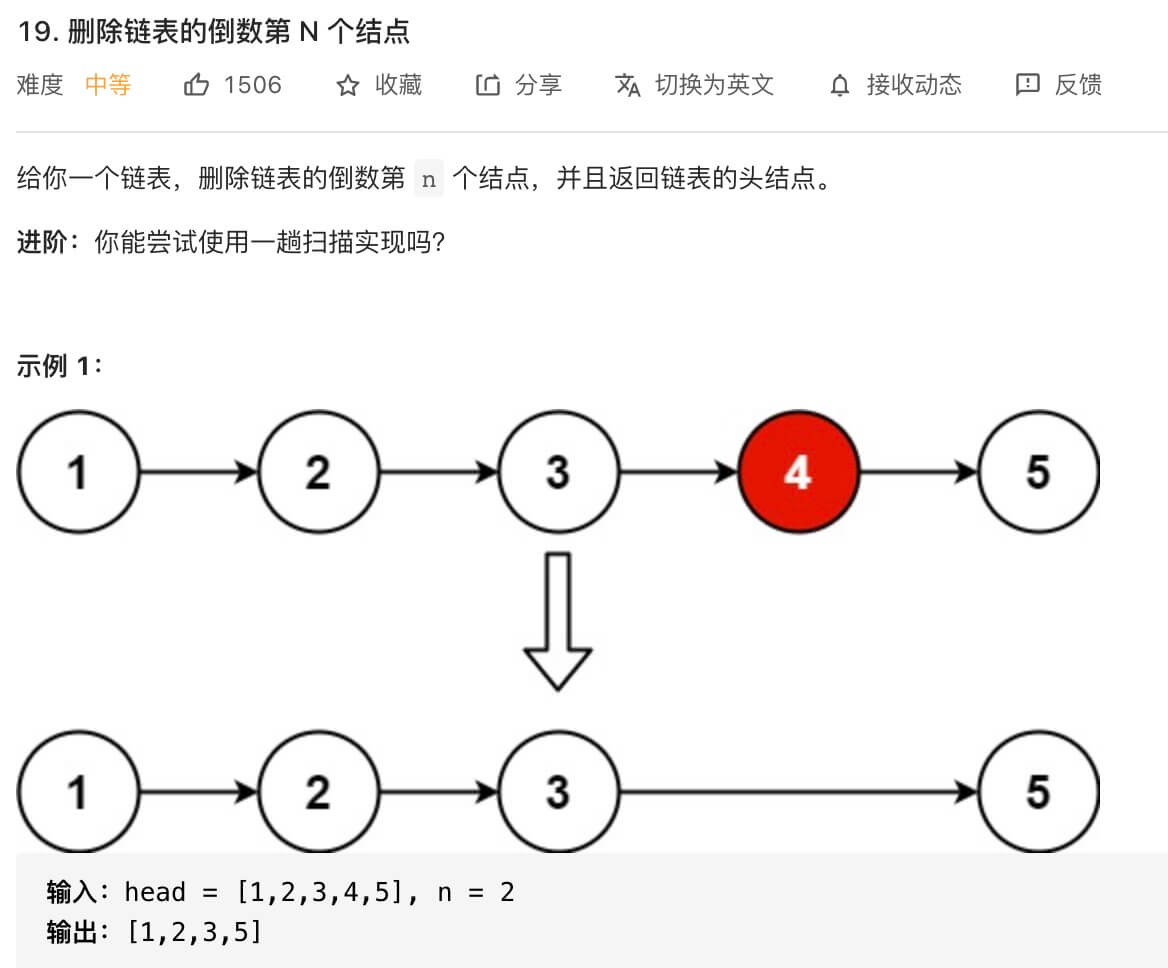 19. 删除链表的倒数第 N 个结点
难度 中等 1506 收藏 分享 切换为英文 接收动态 反馈
给你一个链表，删除链表的倒数第 n 个结点，并且返回链表的头结点。
进阶：你能尝试使用一趟扫描实现吗？
示例 1：
1 2 3 4 5
1 2 3 5
输入：head = [1,2,3,4,5], n = 2
输出：[1,2,3,5]